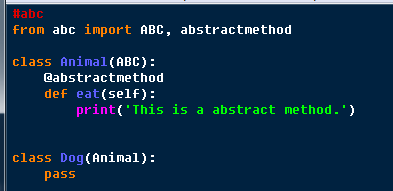 #abc
from abc import ABC, abstractmethod
class Animal(ABC):
    @abstractmethod
    def eat(self):
        print('This is a abstract method.')
class Dog(Animal):
    pass